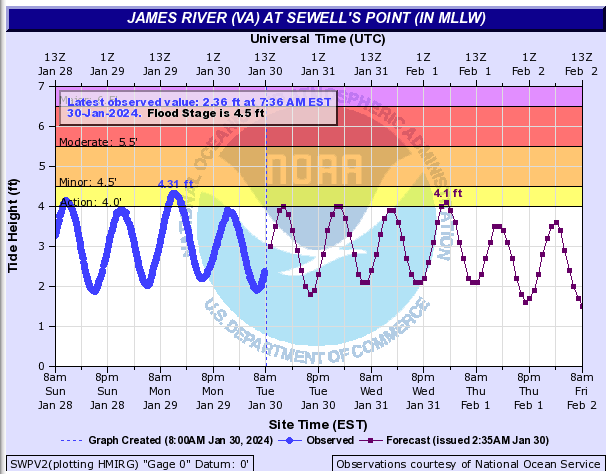 JAMES RIVER (VA) AT SEWELL'S POINT (IN MLLW)
Universal Time (UTC)
13Z 1Z 13Z 1Z 13Z 1Z 13Z 1Z 13Z 1Z 13Z
Jan 28 Jan 29 Jan 29 Jan 30 Jan 30 Jan 31 Jan 31 Feb 1 Feb 1 Feb 2 Feb 2
7
Latest observed value: 2.36 ft at 7:36 AM EST
30-Jan-2024. Flood Stage is 4.5 ft
6
Moderate: 5.5'
5
Minor: 4.5'
4.31 ft
4.1 ft
Action: 4.0'
4
3
2
1
0
Tide Height (ft)
NOAA
U.S. DEPARTMENT OF COMMERCE
8am 8pm 8am 8pm 8am 8pm 8am 8pm 8am 8pm 8am
Sun Sun Mon Mon Tue Tue Wed Wed Thu Thu Fri
Jan 28 Jan 28 Jan 29 Jan 29 Jan 30 Jan 30 Jan 31 Jan 31 Feb 1 Feb 1 Feb 2
Site Time (EST)
Graph Created (8:00AM Jan 30, 2024) Observed Forecast (issued 2:35AM Jan 30)
SWPV2(plotting HMIRG) "Gage 0" Datum: 0' Observations courtesy of National Ocean Service